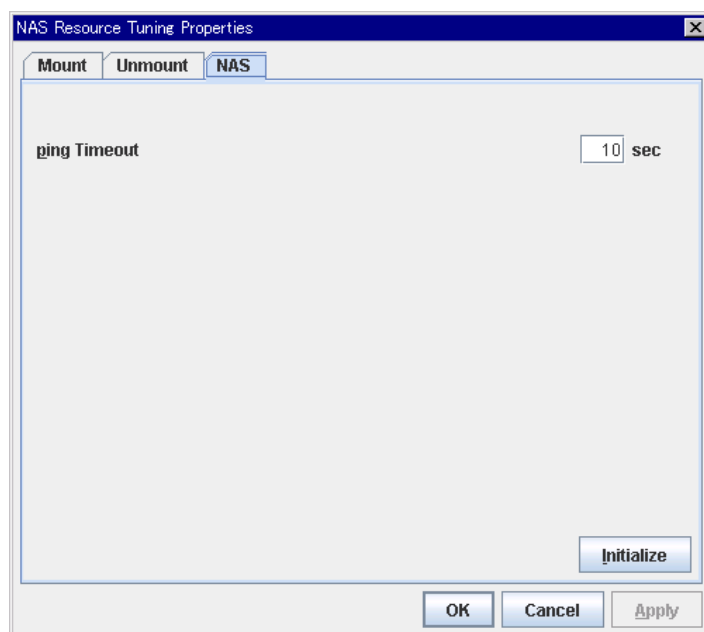 NAS Resource Tuning Properties
Mount Unmount NAS
ping Timeout 10 sec
Initialize
OK Cancel Apply